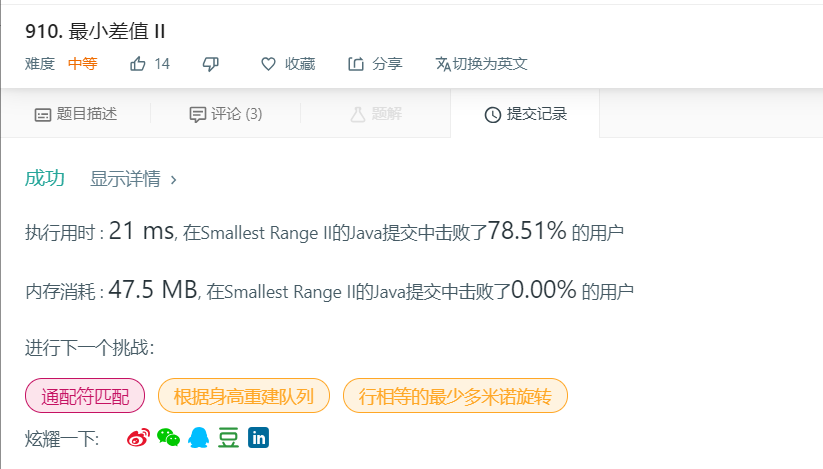 910. 最小差值 II
难度 中等 14 收藏 分享 切换为英文
题目描述 评论 (3) 题解 提交记录
成功 显示详情 ›
执行用时 : 21 ms, 在Smallest Range II的Java提交中击败了78.51% 的用户
内存消耗 : 47.5 MB, 在Smallest Range II的Java提交中击败了0.00% 的用户
进行下一个挑战：
通配符匹配 根据身高重建队列 行相等的最少多米诺旋转
炫耀一下: 豆 in